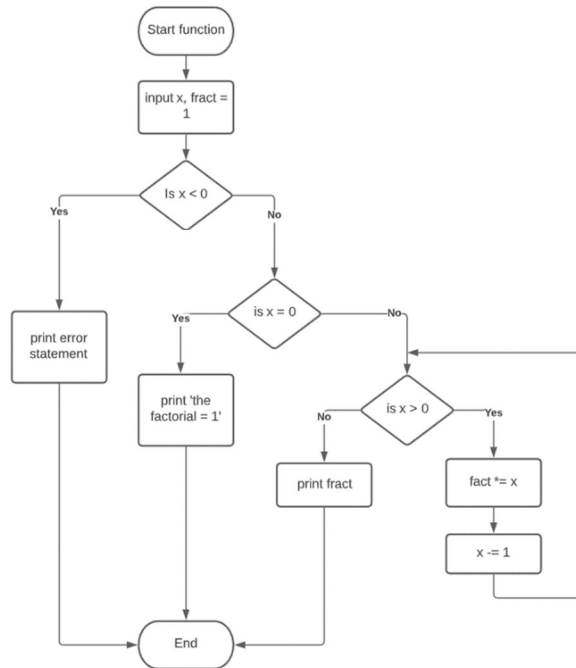 Start function
input x, fract =
1
Is x < 0
Yes
No
is x = 0
Yes
No
print error
statement
print 'the
factorial = 1'
is x > 0
No
Yes
print fract
fact *= x
x -= 1
End